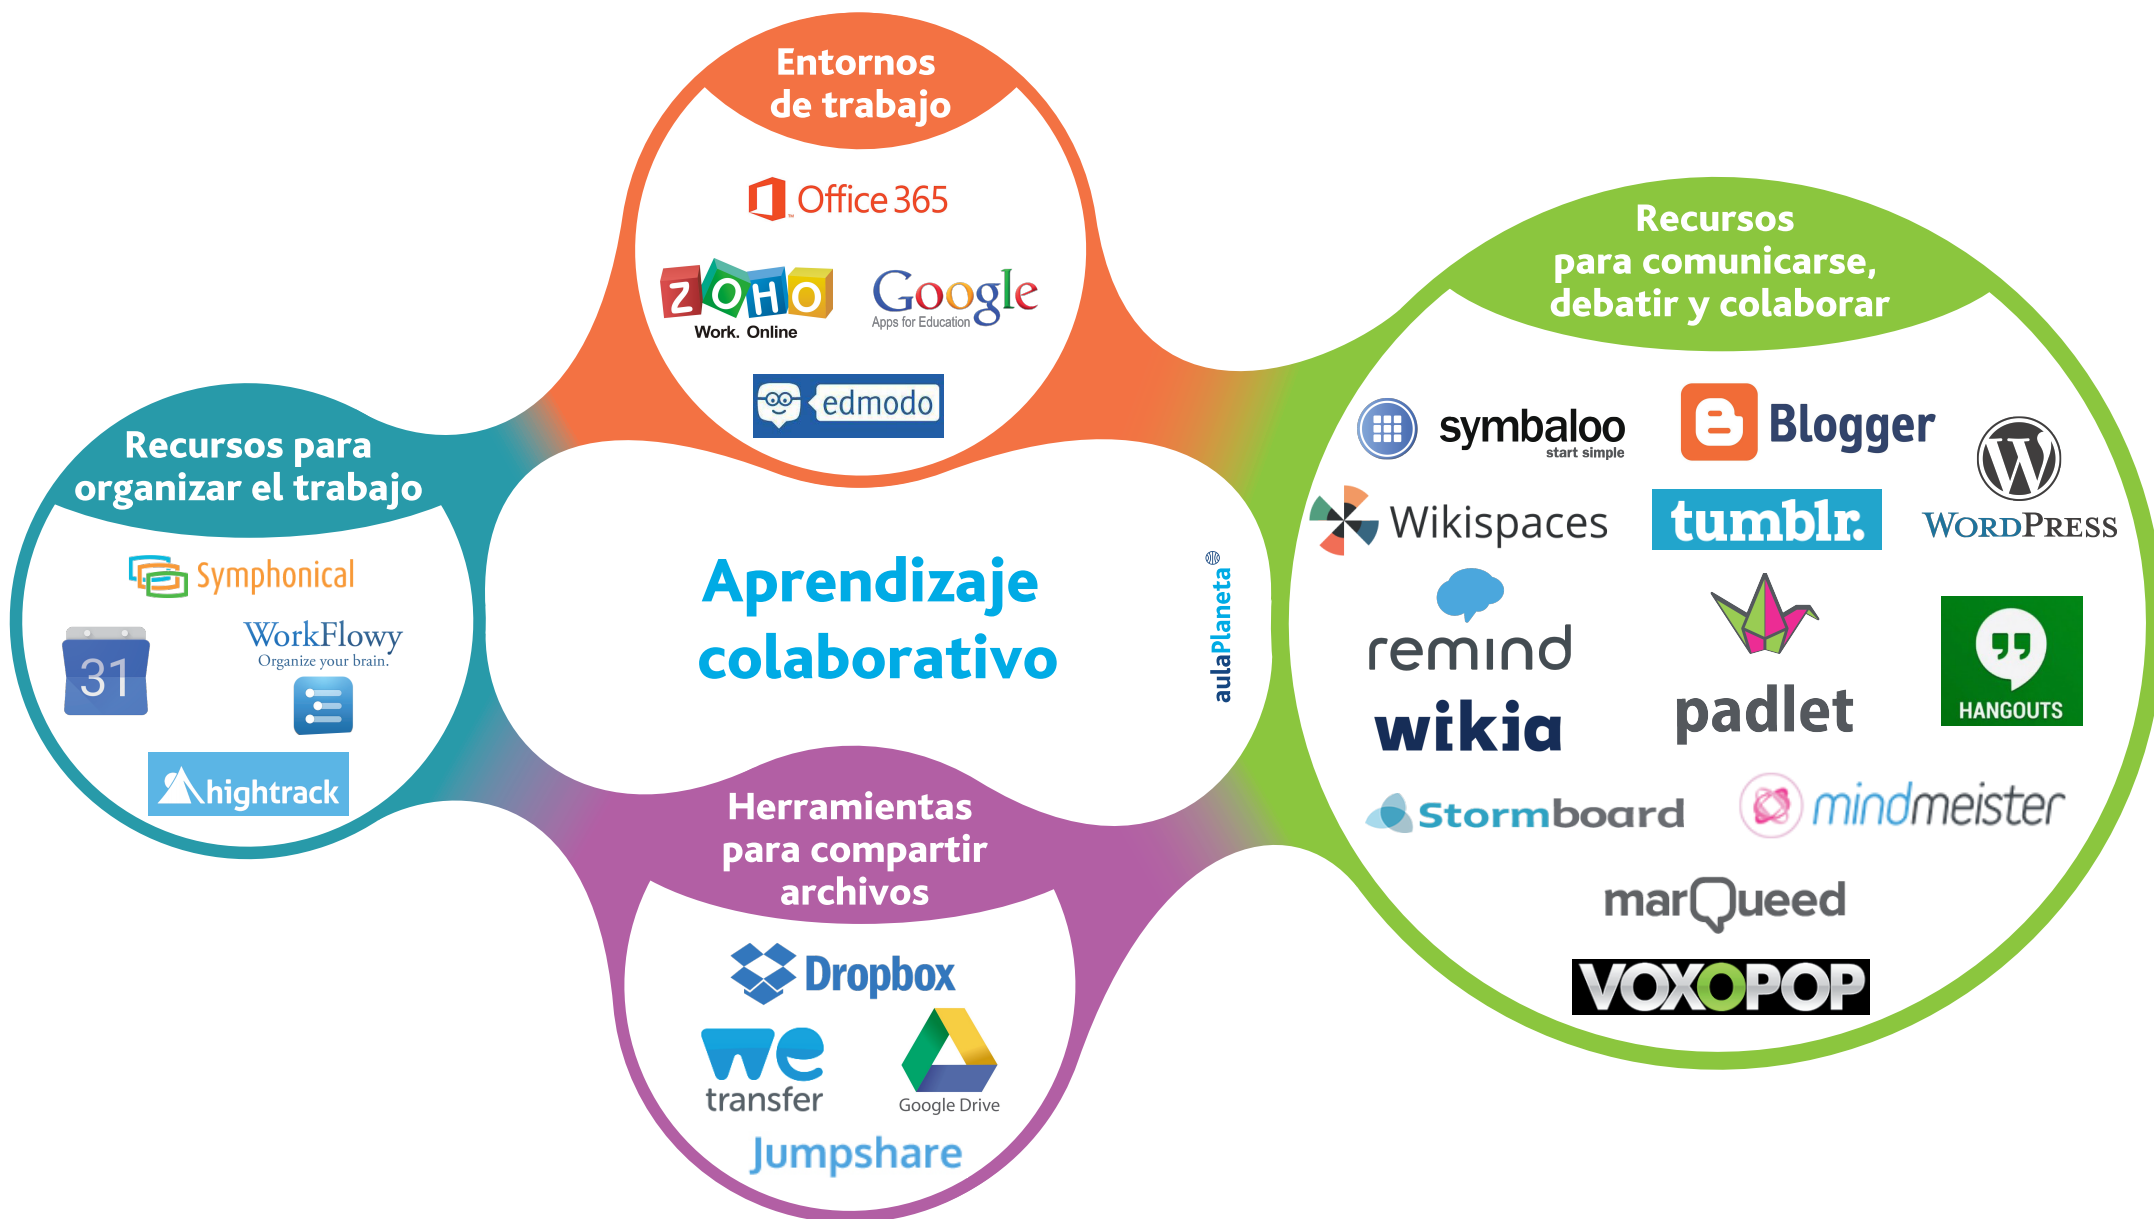 Entornos
de trabajo
Office 365
ZOHO
Work. Online
Google
Apps for Education
edmodo
Recursos para
organizar el trabajo
Symphonical
31
WorkFlowy
Organize your brain.
hightrack
Aprendizaje
colaborativo
aulaPlaneta
Herramientas
para compartir
archivos
Dropbox
we
transfer
Google Drive
Jumpshare
Recursos
para comunicarse,
debatir y colaborar
symbaloo
start simple
Blogger
Wikispaces
tumblr.
WORDPRESS
remind
padlet
HANGOUTS
wikia
Stormboard
mindmeister
marQueed
VOXOPOP